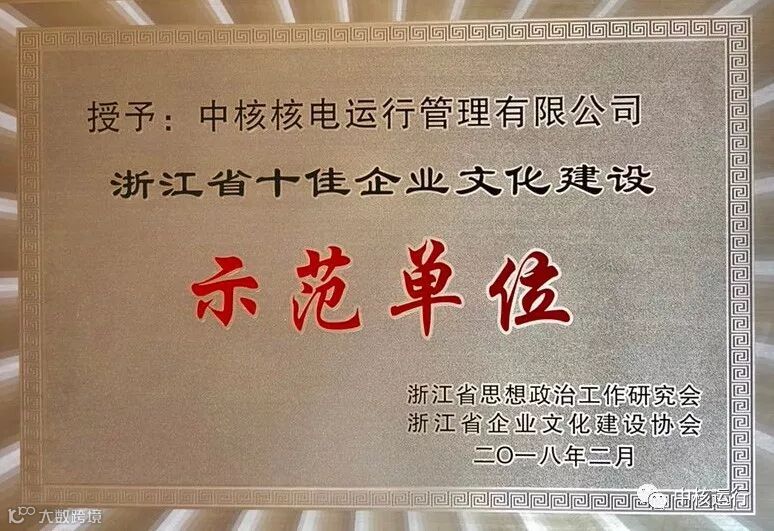 授予：中核核电运行管理有限公司
浙江省十佳企业文化建设
示范单位
浙江省思想政治工作研究会
浙江省企业文化建设协会
二〇一八年二月
中核运行
大数跨境